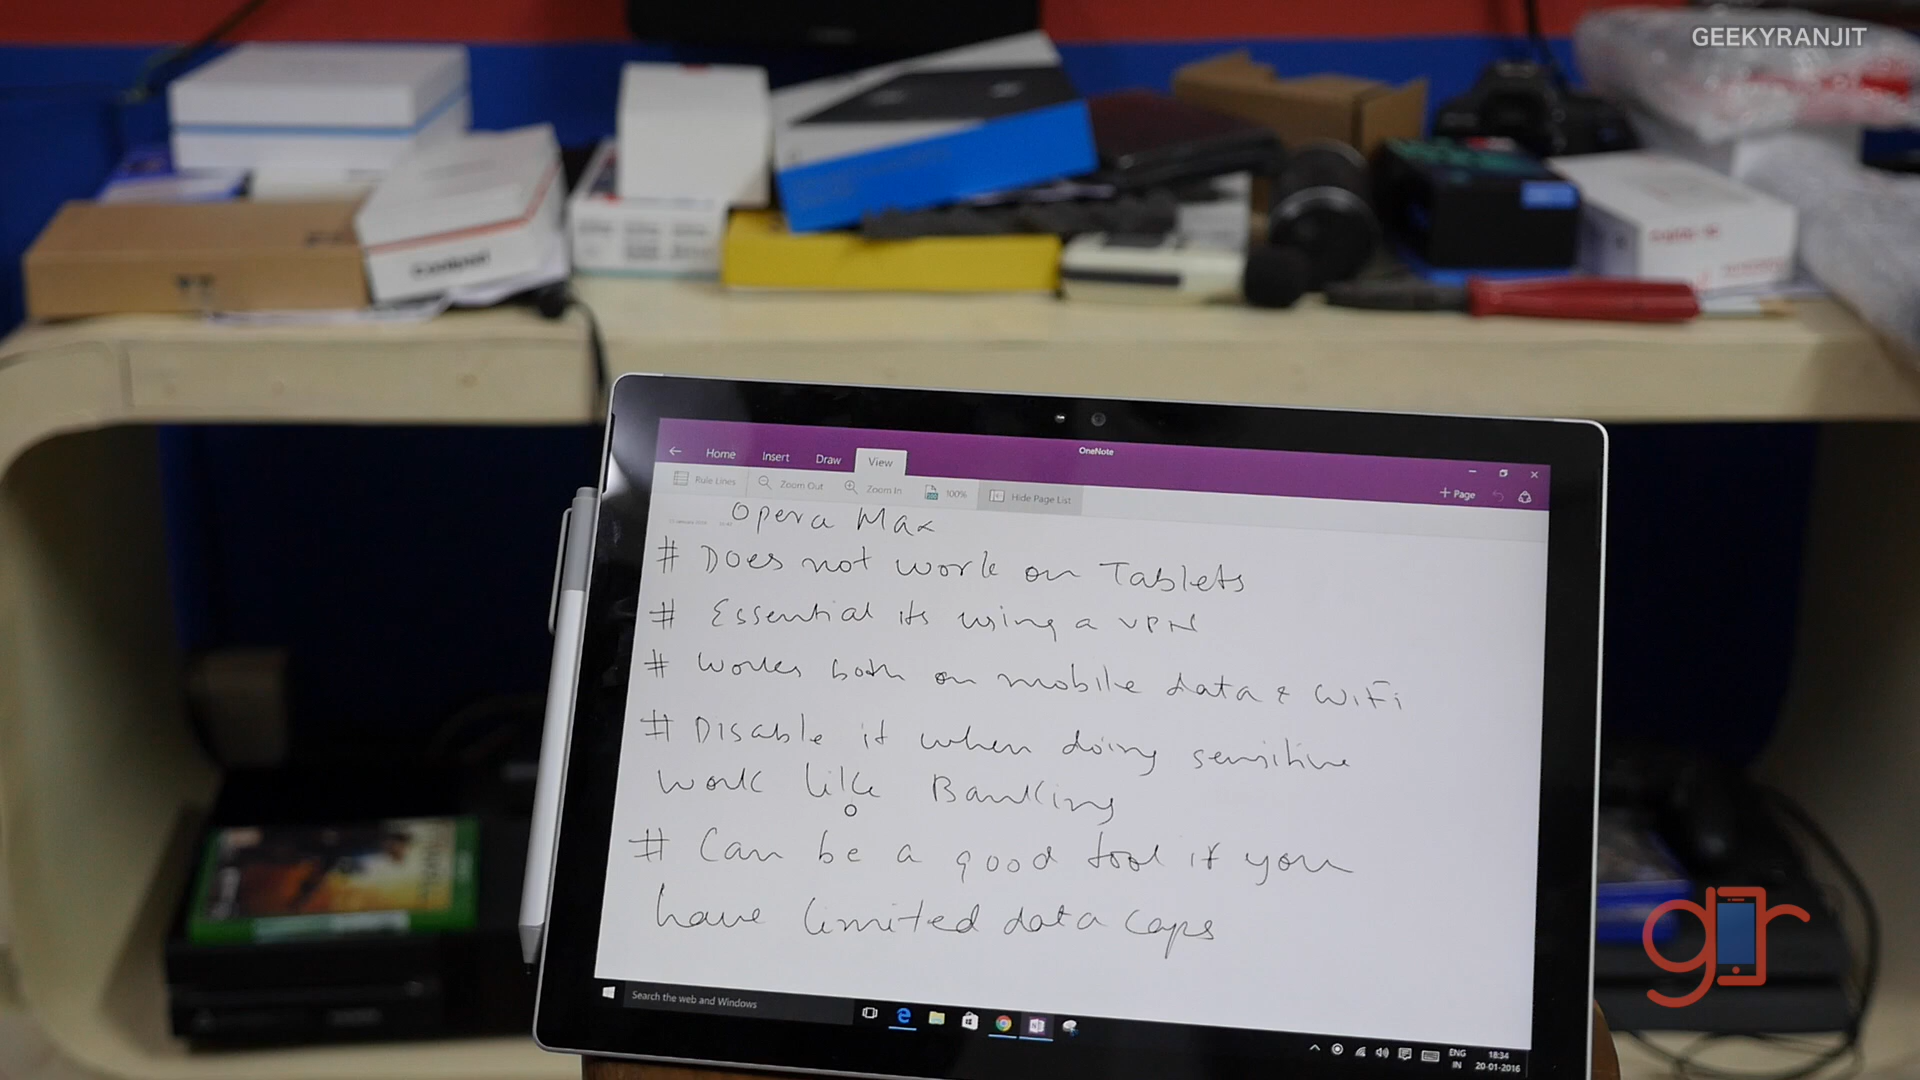 GEEKYRANJIT
OneNote
Home Insert Draw View
Rule Lines Zoom Out Zoom In 100% Hide Page List
+ Page
Opera Max
# Does not work on Tablets
# Essential its using a VPN
# Works both on mobile data & WiFi
# Disable it when doing sensitive
work like Banking
# Can be a good tool if you
have limited data caps
Search the web and Windows
ENG
IN
18:34
20-01-2016
gr